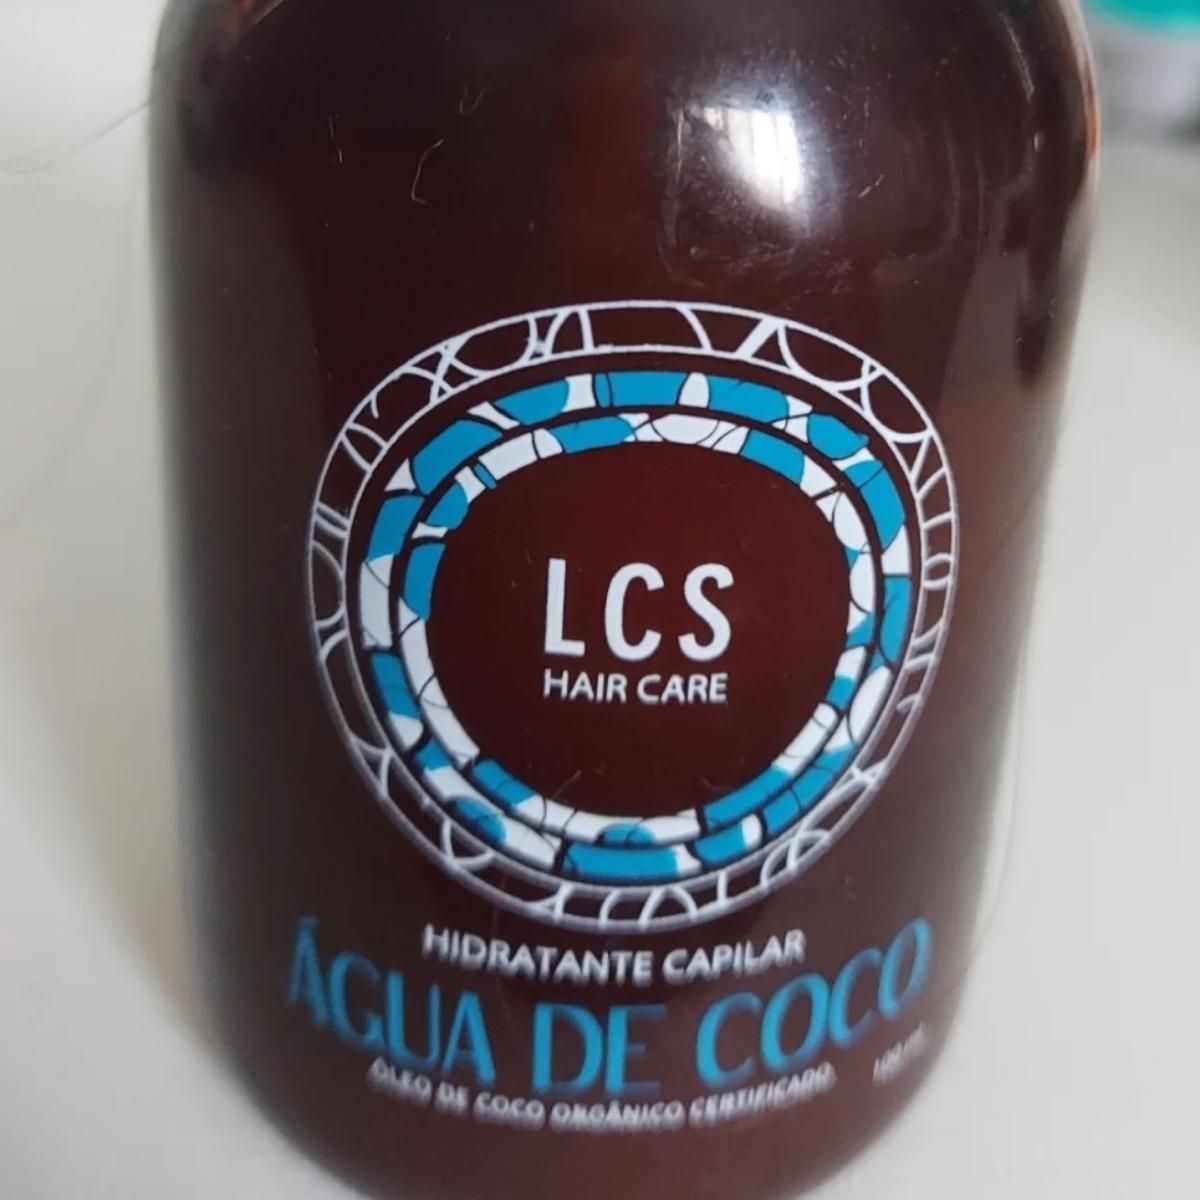 LCS
HAIR CARE
HIDRATANTE CAPILAR
ÁGUA DE COCO
ÓLEO DE COCO ORGÂNICO CERTIFICADO